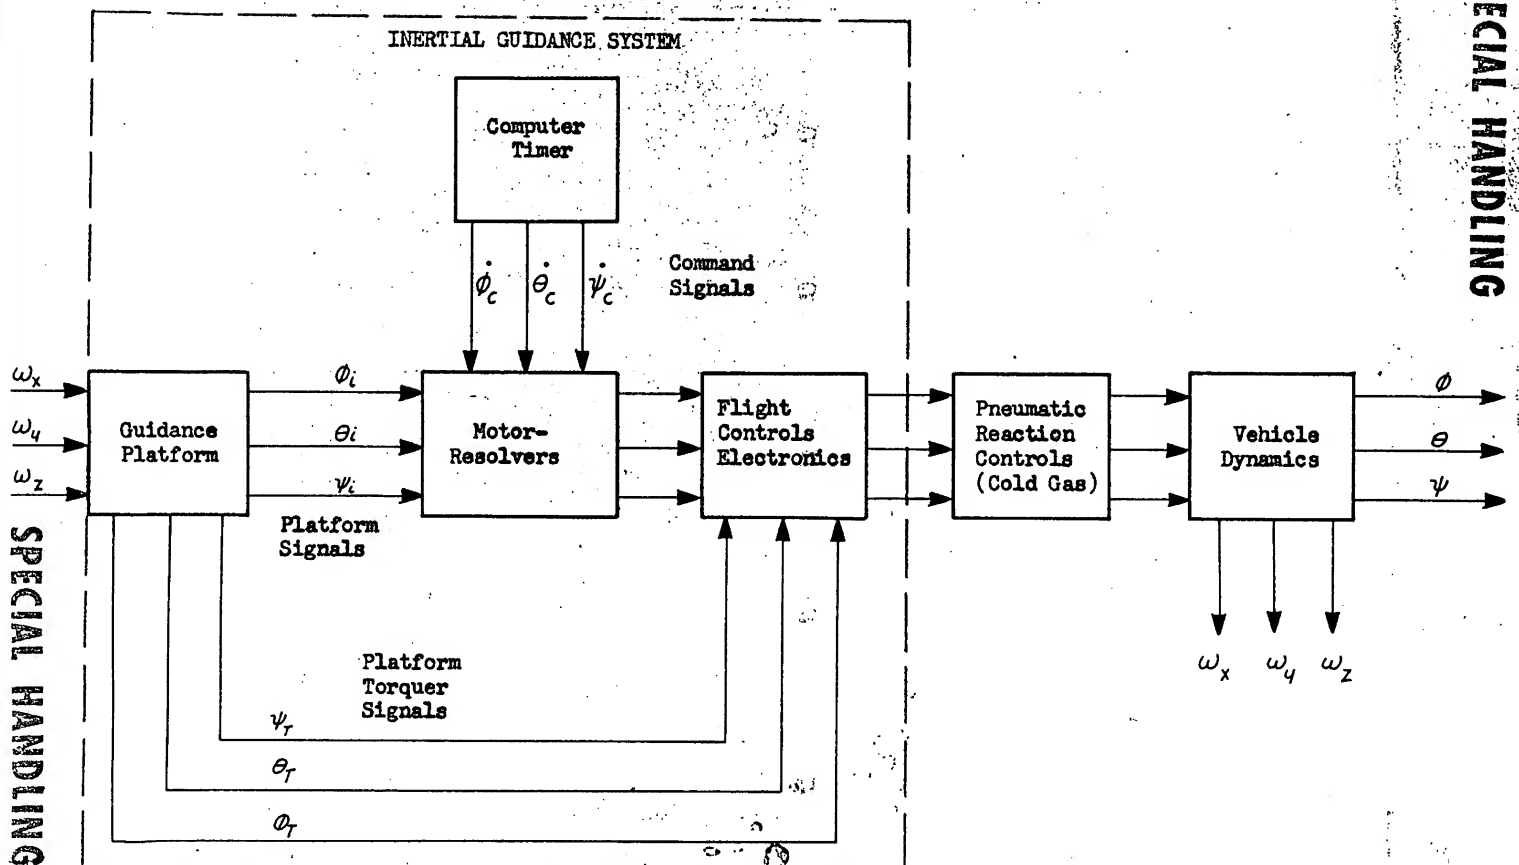 ECIAL HANDLING
INERTIAL GUIDANCE SYSTEM
Computer
Timer
Command
Signals
ϕ̇c θ̇c ψ̇c
ωx
ωy
ωz
Guidance
Platform
ϕi
θi
ψi
Platform
Signals
Motor-
Resolvers
Flight
Controls
Electronics
Pneumatic
Reaction
Controls
(Cold Gas)
Vehicle
Dynamics
ϕ
θ
ψ
ωx ωy ωz
Platform
Torquer
Signals
ψT
θT
ϕT
SPECIAL HANDLING